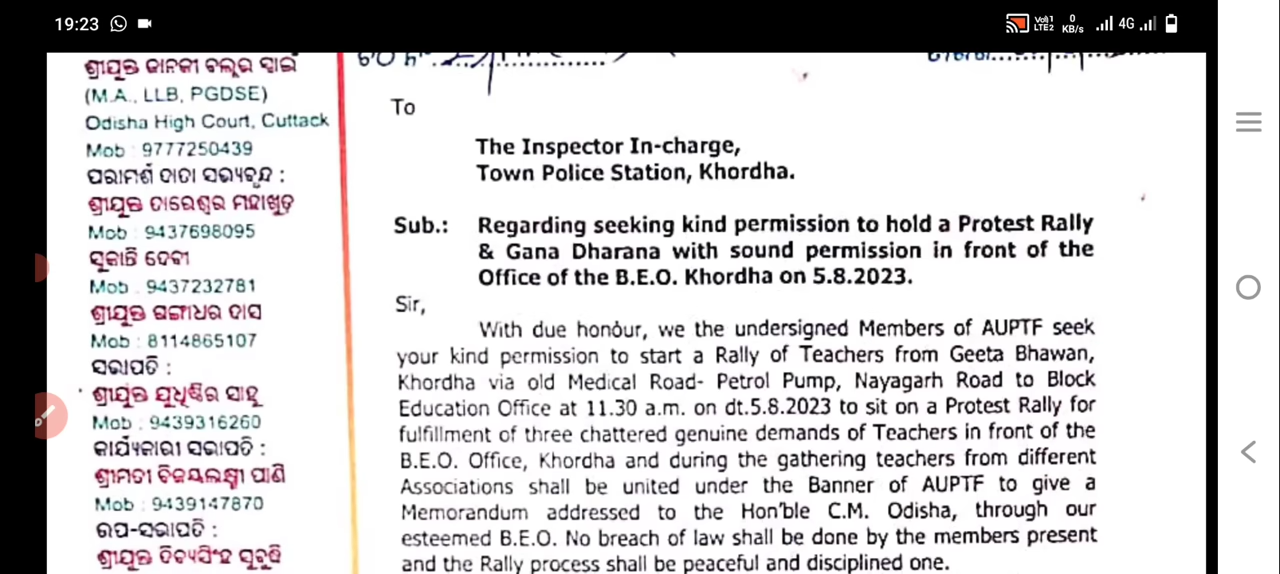 19:23
Vo)) 1
LTE2
0
KB/s
4G
ଶ୍ରୀଯୁକ୍ତ ଜାନକୀ ବଲ୍ଲଭ ସ୍ୱାଇଁ
(M.A., LLB, PGDSE)
Odisha High Court, Cuttack
Mob : 9777250439
ପରାମର୍ଶ ଦାତା ସଭ୍ୟବୃନ୍ଦ :
ଶ୍ରୀଯୁକ୍ତ ତାରେଶ୍ୱର ମହାଖୁଡ଼
Mob : 9437698095
ସୁକାନ୍ତି ଦେବୀ
Mob : 9437232781
ଶ୍ରୀଯୁକ୍ତ ଗଙ୍ଗାଧର ଦାସ
Mob : 8114865107
ସଭାପତି :
ଶ୍ରୀଯୁକ୍ତ ଯୁଧିଷ୍ଠିର ସାହୁ
Mob : 9439316260
କାର୍ଯ୍ୟକାରୀ ସଭାପତି :
ଶ୍ରୀମତୀ ବିଜୟଲକ୍ଷ୍ମୀ ପାଣି
Mob : 9439147870
ଉପ-ସଭାପତି :
ଶ୍ରୀଯୁକ୍ତ ଦିବ୍ୟସିଂହ ସୁବୁଦ୍ଧି
To
The Inspector In-charge,
Town Police Station, Khordha.
Sub.: Regarding seeking kind permission to hold a Protest Rally
& Gana Dharana with sound permission in front of the
Office of the B.E.O. Khordha on 5.8.2023.
Sir,
With due honour, we the undersigned Members of AUPTF seek
your kind permission to start a Rally of Teachers from Geeta Bhawan,
Khordha via old Medical Road- Petrol Pump, Nayagarh Road to Block
Education Office at 11.30 a.m. on dt.5.8.2023 to sit on a Protest Rally for
fulfillment of three chattered genuine demands of Teachers in front of the
B.E.O. Office, Khordha and during the gathering teachers from different
Associations shall be united under the Banner of AUPTF to give a
Memorandum addressed to the Hon'ble C.M. Odisha, through our
esteemed B.E.O. No breach of law shall be done by the members present
and the Rally process shall be peaceful and disciplined one.